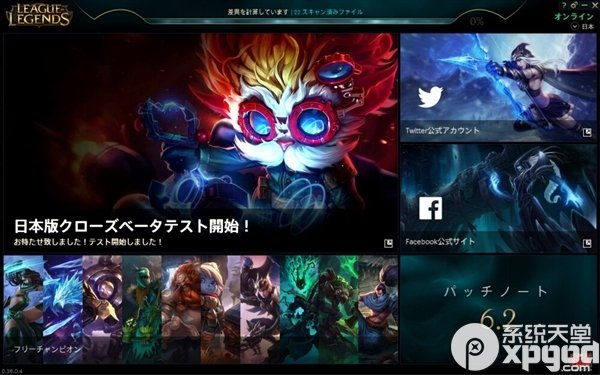 LEAGUE OF LEGENDS
差異を計算しています | 22 スキャン済みファイル
0%
オンライン
日本
日本版クローズベータテスト開始！
お待たせ致しました！テスト開始しました！
Twitter公式アカウント
Facebook公式サイト
フリーチャンピオン
パッチノート
6.2
0.36.0.4
系统天堂
xpgod